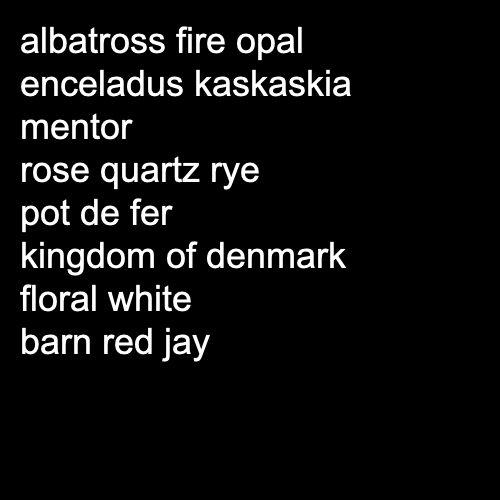 albatross fire opal
enceladus kaskaskia
mentor
rose quartz rye
pot de fer
kingdom of denmark
floral white
barn red jay